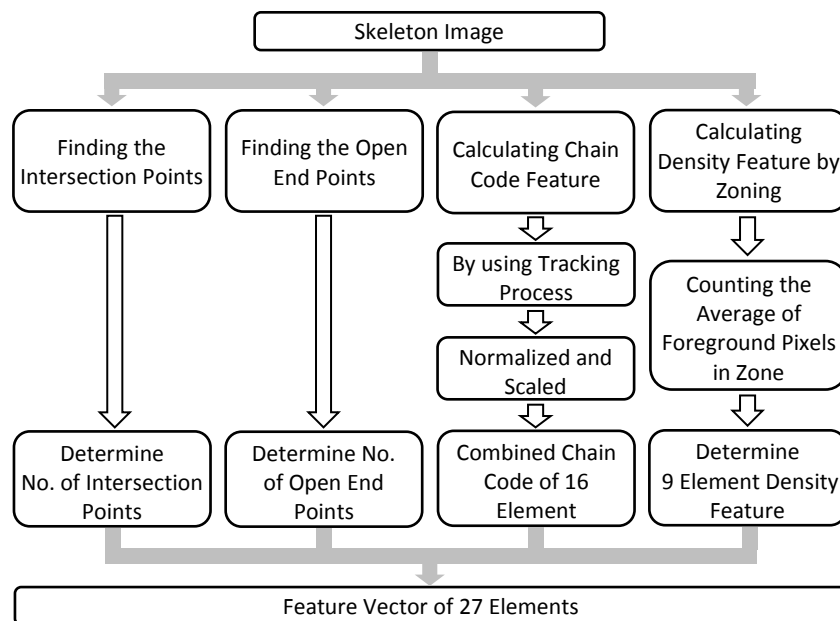 Skeleton Image
Finding the
Intersection Points
Finding the Open
End Points
Calculating Chain
Code Feature
Calculating
Density Feature by
Zoning
By using Tracking
Process
Counting the
Average of
Foreground Pixels
in Zone
Normalized and
Scaled
Determine
No. of Intersection
Points
Determine No.
of Open End
Points
Combined Chain
Code of 16
Element
Determine
9 Element Density
Feature
Feature Vector of 27 Elements